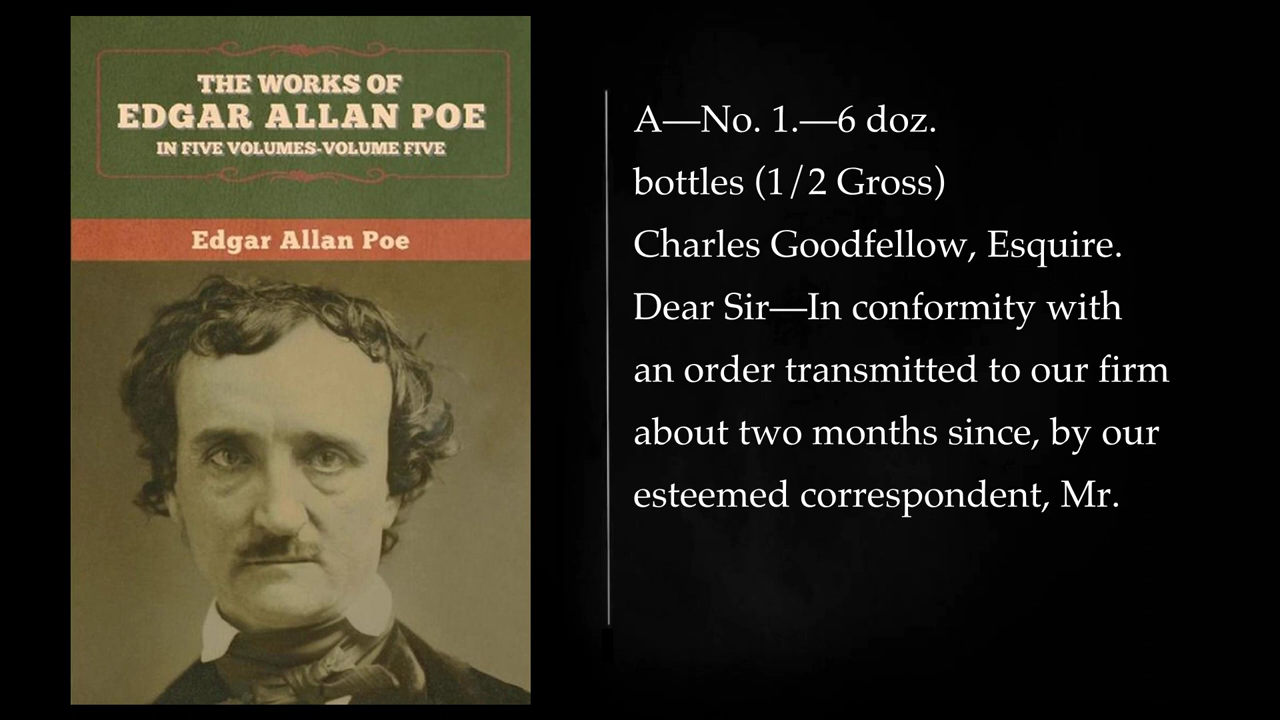 THE WORKS OF
EDGAR ALLAN POE
IN FIVE VOLUMES-VOLUME FIVE
Edgar Allan Poe
A—No. 1.—6 doz.
bottles (1/2 Gross)
Charles Goodfellow, Esquire.
Dear Sir—In conformity with
an order transmitted to our firm
about two months since, by our
esteemed correspondent, Mr.